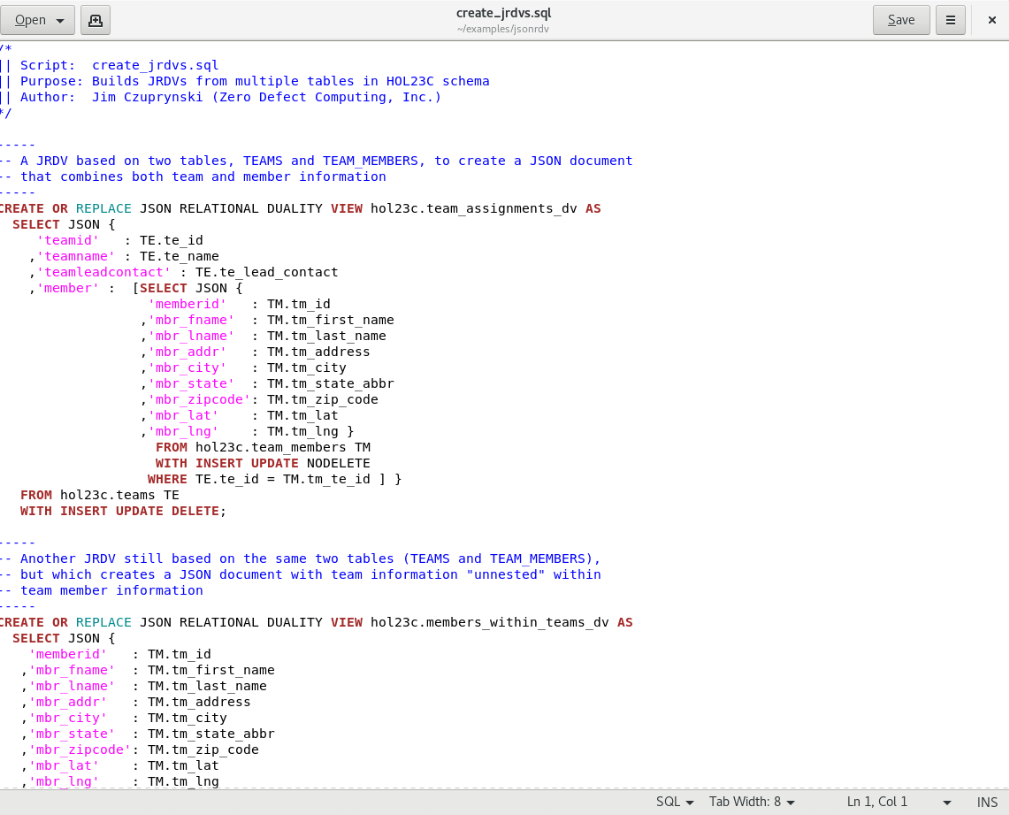 Open
create_jrdvs.sql
~/examples/jsonrdv
Save
/*
|| Script:  create_jrdvs.sql
|| Purpose: Builds JRDVs from multiple tables in HOL23C schema
|| Author:  Jim Czuprynski (Zero Defect Computing, Inc.)
*/
-----
-- A JRDV based on two tables, TEAMS and TEAM_MEMBERS, to create a JSON document
-- that combines both team and member information
-----
CREATE OR REPLACE JSON RELATIONAL DUALITY VIEW hol23c.team_assignments_dv AS
  SELECT JSON {
     'teamid'   : TE.te_id
    ,'teamname' : TE.te_name
    ,'teamleadcontact' : TE.te_lead_contact
    ,'member' :  [SELECT JSON {
                   'memberid'   : TM.tm_id
                  ,'mbr_fname'  : TM.tm_first_name
                  ,'mbr_lname'  : TM.tm_last_name
                  ,'mbr_addr'   : TM.tm_address
                  ,'mbr_city'   : TM.tm_city
                  ,'mbr_state'  : TM.tm_state_abbr
                  ,'mbr_zipcode': TM.tm_zip_code
                  ,'mbr_lat'    : TM.tm_lat
                  ,'mbr_lng'    : TM.tm_lng }
                    FROM hol23c.team_members TM
                    WITH INSERT UPDATE NODELETE
                   WHERE TE.te_id = TM.tm_te_id ] }
   FROM hol23c.teams TE
   WITH INSERT UPDATE DELETE;
-----
-- Another JRDV still based on the same two tables (TEAMS and TEAM_MEMBERS),
-- but which creates a JSON document with team information "unnested" within
-- team member information
-----
CREATE OR REPLACE JSON RELATIONAL DUALITY VIEW hol23c.members_within_teams_dv AS
  SELECT JSON {
    'memberid'   : TM.tm_id
   ,'mbr_fname'  : TM.tm_first_name
   ,'mbr_lname'  : TM.tm_last_name
   ,'mbr_addr'   : TM.tm_address
   ,'mbr_city'   : TM.tm_city
   ,'mbr_state'  : TM.tm_state_abbr
   ,'mbr_zipcode': TM.tm_zip_code
   ,'mbr_lat'    : TM.tm_lat
   ,'mbr_lng'    : TM.tm_lng
SQL Tab Width: 8 Ln 1, Col 1 INS